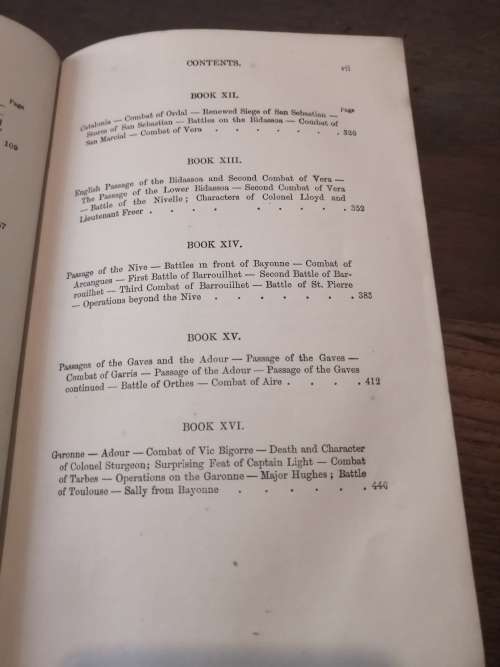 Page
109
57
CONTENTS. vii
BOOK XII.
Page
Catalonia — Combat of Ordal — Renewed Siege of San Sebastian —
Storm of San Sebastian — Battles on the Bidassoa — Combat of
San Marcial — Combat of Vera . . . . . . . 326
BOOK XIII.
English Passage of the Bidassoa and Second Combat of Vera —
The Passage of the Lower Bidassoa — Second Combat of Vera
— Battle of the Nivelle; Characters of Colonel Lloyd and
Lieutenant Freer . . . . . . . . 352
BOOK XIV.
Passage of the Nive — Battles in front of Bayonne — Combat of
Arcangues — First Battle of Barrouilhet — Second Battle of Bar-
rouilhet — Third Combat of Barrouilhet — Battle of St. Pierre
— Operations beyond the Nive . . . . . . . 383
BOOK XV.
Passages of the Gaves and the Adour — Passage of the Gaves —
Combat of Garris — Passage of the Adour — Passage of the Gaves
continued — Battle of Orthes — Combat of Aire . . . . 412
BOOK XVI.
Garonne — Adour — Combat of Vic Bigorre — Death and Character
of Colonel Sturgeon; Surprising Feat of Captain Light — Combat
of Tarbes — Operations on the Garonne — Major Hughes; Battle
of Toulouse — Sally from Bayonne . . . . . . 440